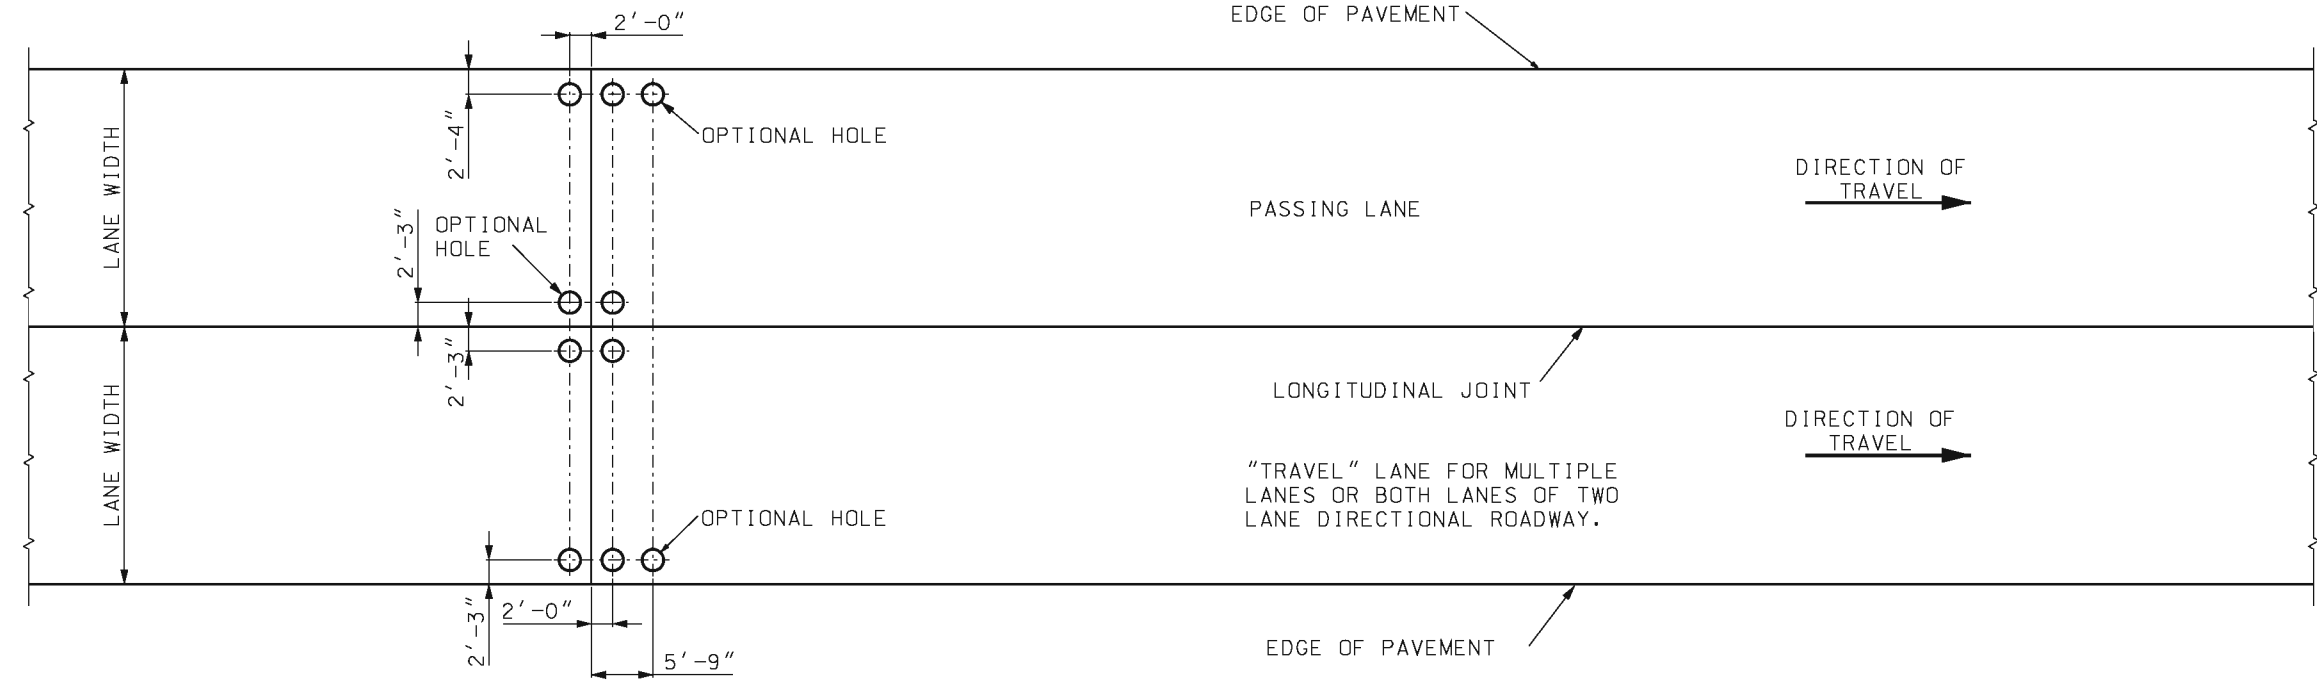 2'-0"
EDGE OF PAVEMENT
2'-4"
OPTIONAL HOLE
LANE WIDTH
DIRECTION OF
TRAVEL
PASSING LANE
2'-3"
OPTIONAL
HOLE
2'-3"
LONGITUDINAL JOINT
LANE WIDTH
DIRECTION OF
TRAVEL
"TRAVEL" LANE FOR MULTIPLE
LANES OR BOTH LANES OF TWO
LANE DIRECTIONAL ROADWAY.
OPTIONAL HOLE
2'-3"
2'-0"
EDGE OF PAVEMENT
5'-9"